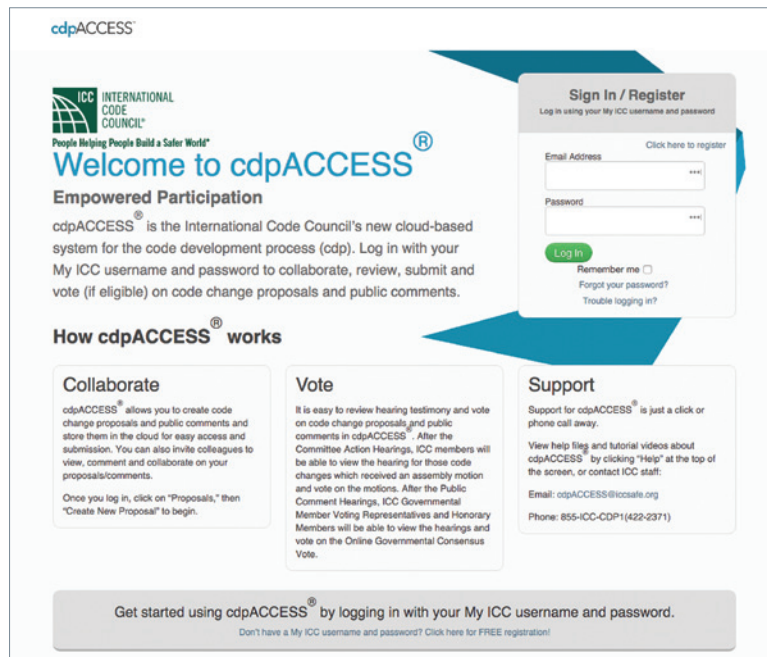 cdpACCESS™
ICC INTERNATIONAL
CODE
COUNCIL®
People Helping People Build a Safer World®
Welcome to cdpACCESS®
Empowered Participation
cdpACCESS® is the International Code Council's new cloud-based
system for the code development process (cdp). Log in with your
My ICC username and password to collaborate, review, submit and
vote (if eligible) on code change proposals and public comments.
Sign In / Register
Log in using your My ICC username and password
Click here to register
Email Address
Password
Log In
Remember me
Forgot your password?
Trouble logging in?
How cdpACCESS® works
Collaborate
cdpACCESS® allows you to create code
change proposals and public comments and
store them in the cloud for easy access and
submission. You can also invite colleagues to
view, comment and collaborate on your
proposals/comments.
Once you log in, click on "Proposals," then
"Create New Proposal" to begin.
Vote
It is easy to review hearing testimony and vote
on code change proposals and public
comments in cdpACCESS®. After the
Committee Action Hearings, ICC members will
be able to view the hearing for those code
changes which received an assembly motion
and vote on the motions. After the Public
Comment Hearings, ICC Governmental
Member Voting Representatives and Honorary
Members will be able to view the hearings and
vote on the Online Governmental Consensus
Vote.
Support
Support for cdpACCESS® is just a click or
phone call away.
View help files and tutorial videos about
cdpACCESS® by clicking "Help" at the top of
the screen, or contact ICC staff:
Email: cdpACCESS@iccsafe.org
Phone: 855-ICC-CDP1(422-2371)
Get started using cdpACCESS® by logging in with your My ICC username and password.
Don't have a My ICC username and password? Click here for FREE registration!